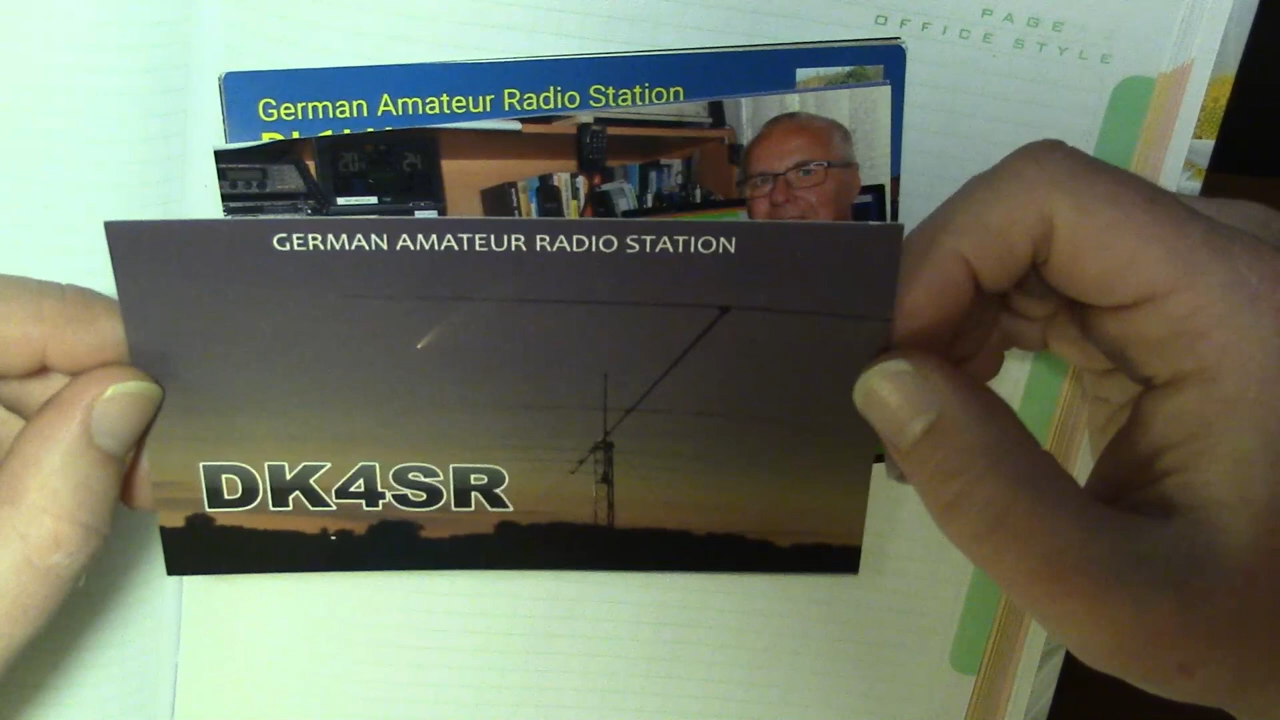 PAGE
OFFICE STYLE
German Amateur Radio Station
GERMAN AMATEUR RADIO STATION
DK4SR